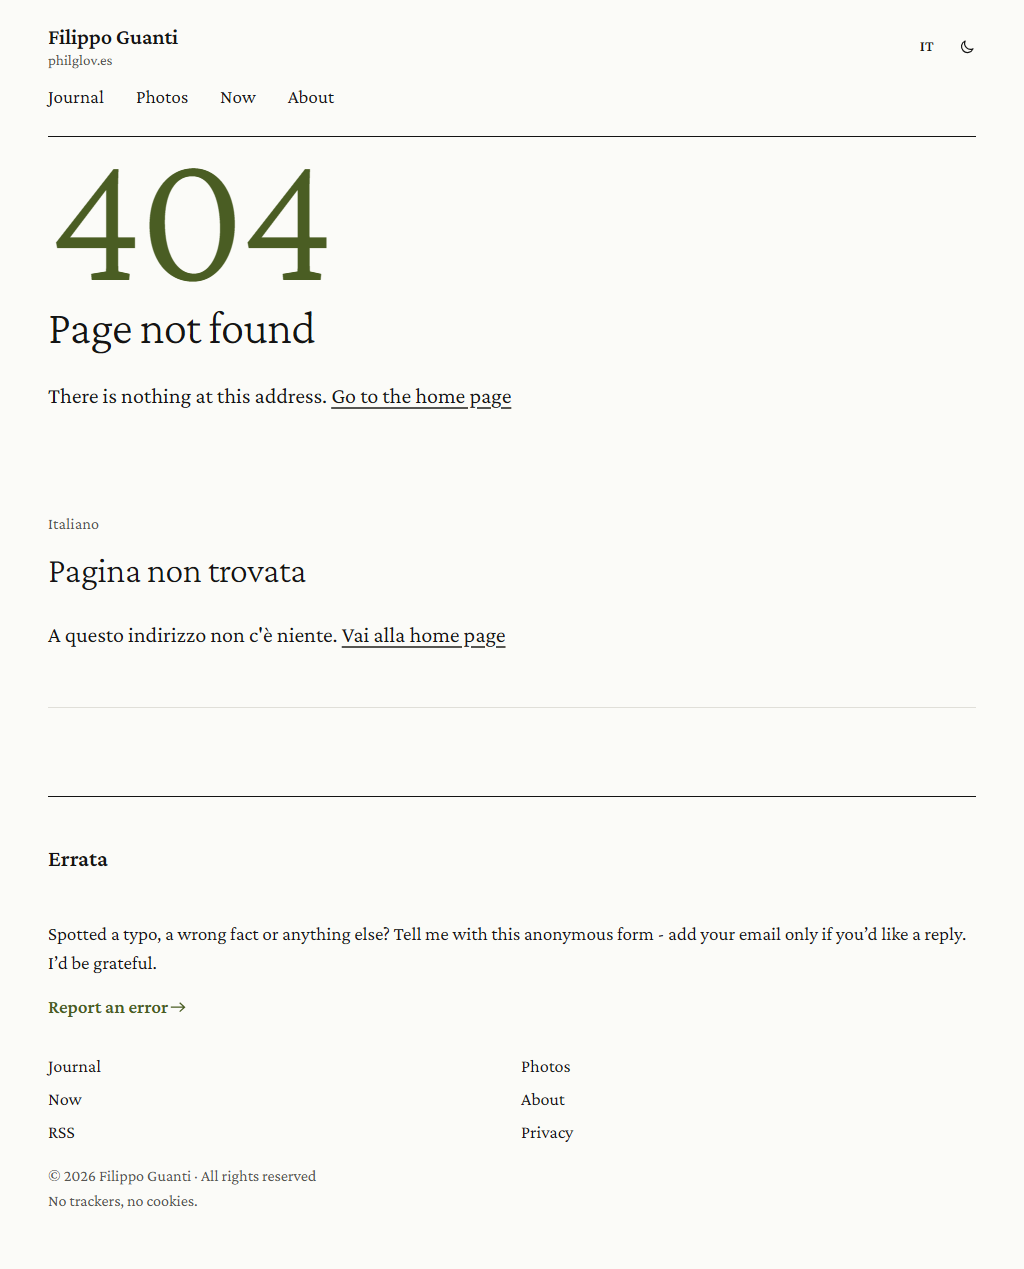 Filippo Guanti
philglov.es
IT
Journal Photos Now About
404
Page not found
There is nothing at this address. Go to the home page
Italiano
Pagina non trovata
A questo indirizzo non c'è niente. Vai alla home page
Errata
Spotted a typo, a wrong fact or anything else? Tell me with this anonymous form - add your email only if you’d like a reply.
I’d be grateful.
Report an error→
Journal Photos
Now About
RSS Privacy
© 2026 Filippo Guanti · All rights reserved
No trackers, no cookies.